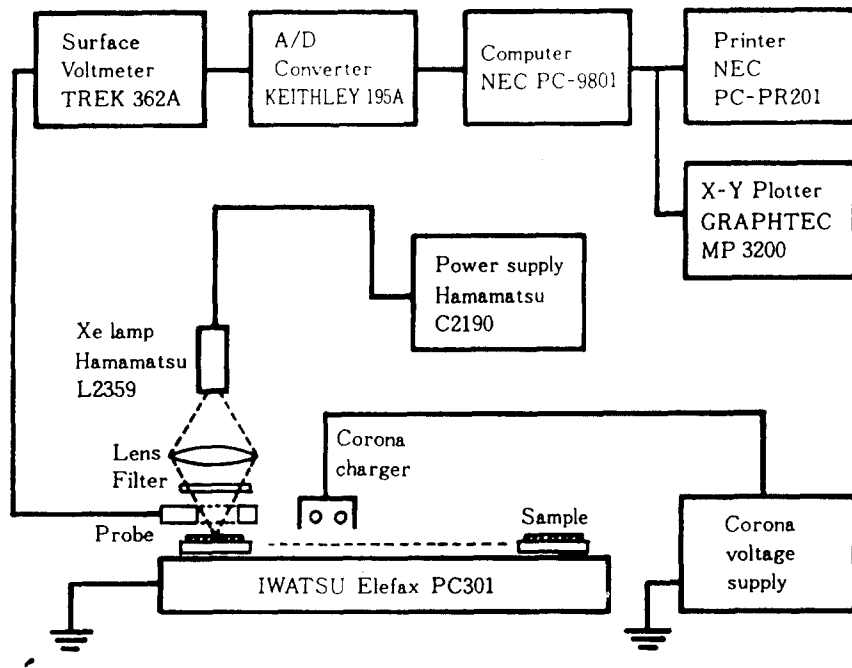 Surface
Voltmeter
TREK 362A
A/D
Converter
KEITHLEY 195A
Computer
NEC PC-9801
Printer
NEC
PC-PR201
X-Y Plotter
GRAPHTEC
MP 3200
Power supply
Hamamatsu
C2190
Xe lamp
Hamamatsu
L2359
Lens
Filter
Probe
Corona
charger
Sample
Corona
voltage
supply
IWATSU Elefax PC301